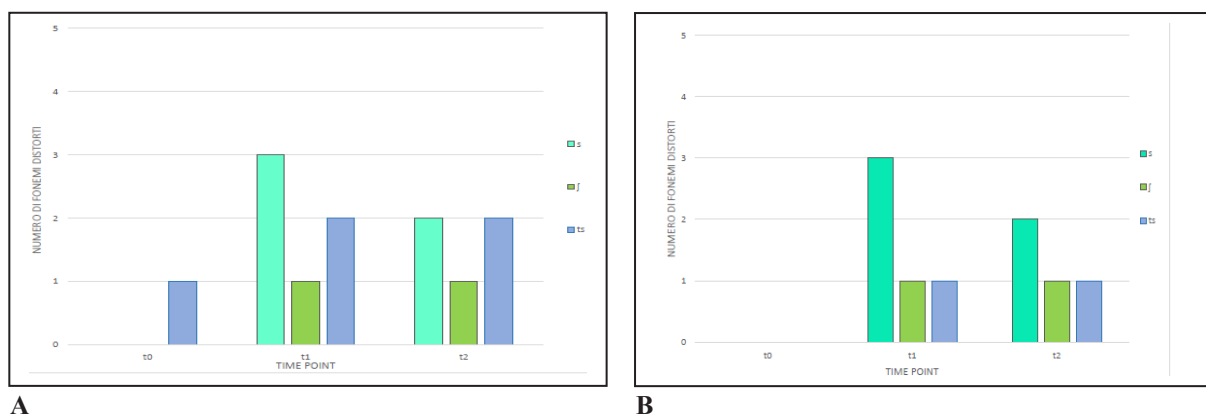 NUMERO DI FONEMI DISTORTI
5
4
3
2
1
0
t0
t1
t2
TIME POINT
s
ʃ
ts
A
NUMERO DI FONEMI DISTORTI
5
4
3
2
1
0
t0
t1
t2
TIME POINT
s
ʃ
ts
B